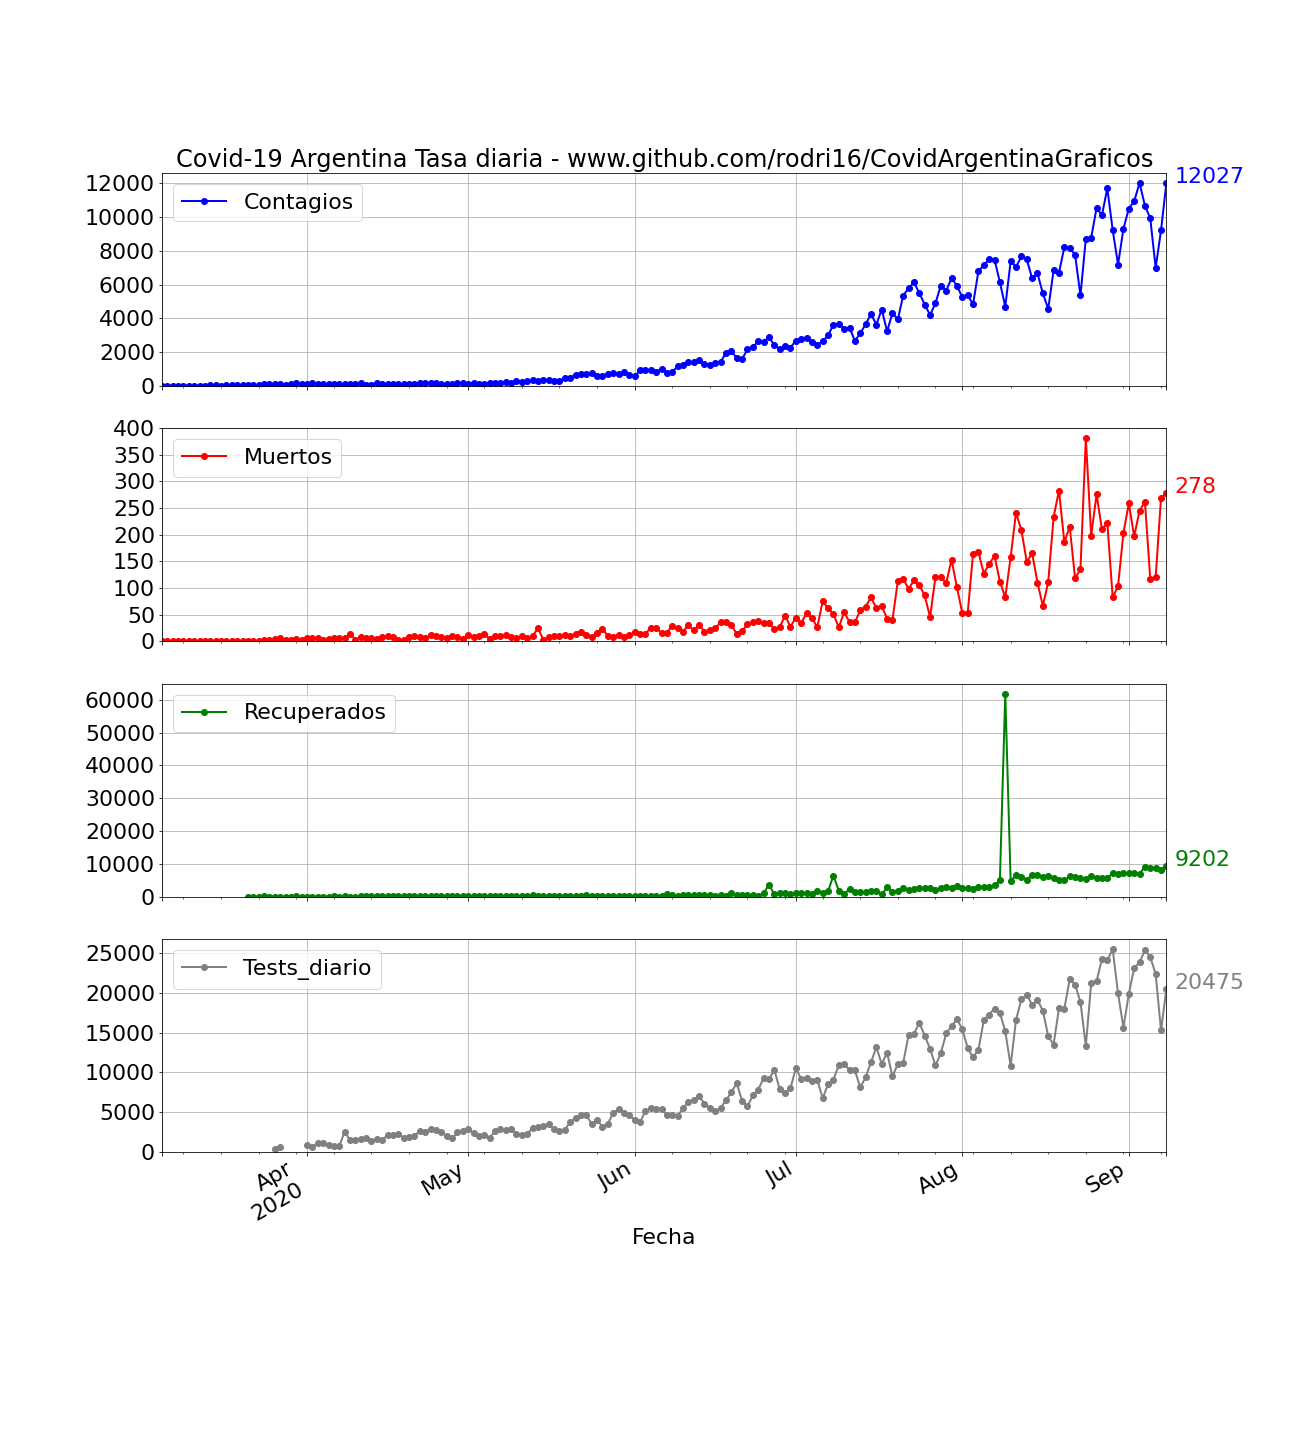 Covid-19 Argentina Tasa diaria - www.github.com/rodri16/CovidArgentinaGraficos
12000
10000
8000
6000
4000
2000
0
Contagios
12027
400
350
300
250
200
150
100
50
0
Muertos
278
60000
50000
40000
30000
20000
10000
0
Recuperados
9202
25000
20000
15000
10000
5000
0
Tests_diario
20475
Apr
2020
May
Jun
Jul
Aug
Sep
Fecha